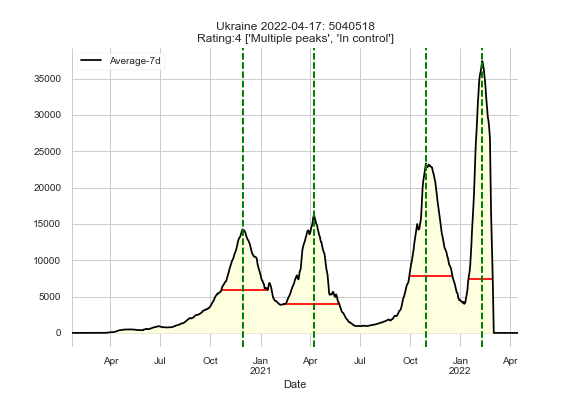 Ukraine 2022-04-17: 5040518
Rating:4 ['Multiple peaks', 'In control']
Average-7d
35000
30000
25000
20000
15000
10000
5000
0
Apr Jul Oct Jan Apr Jul Oct Jan Apr
2021 2022
Date